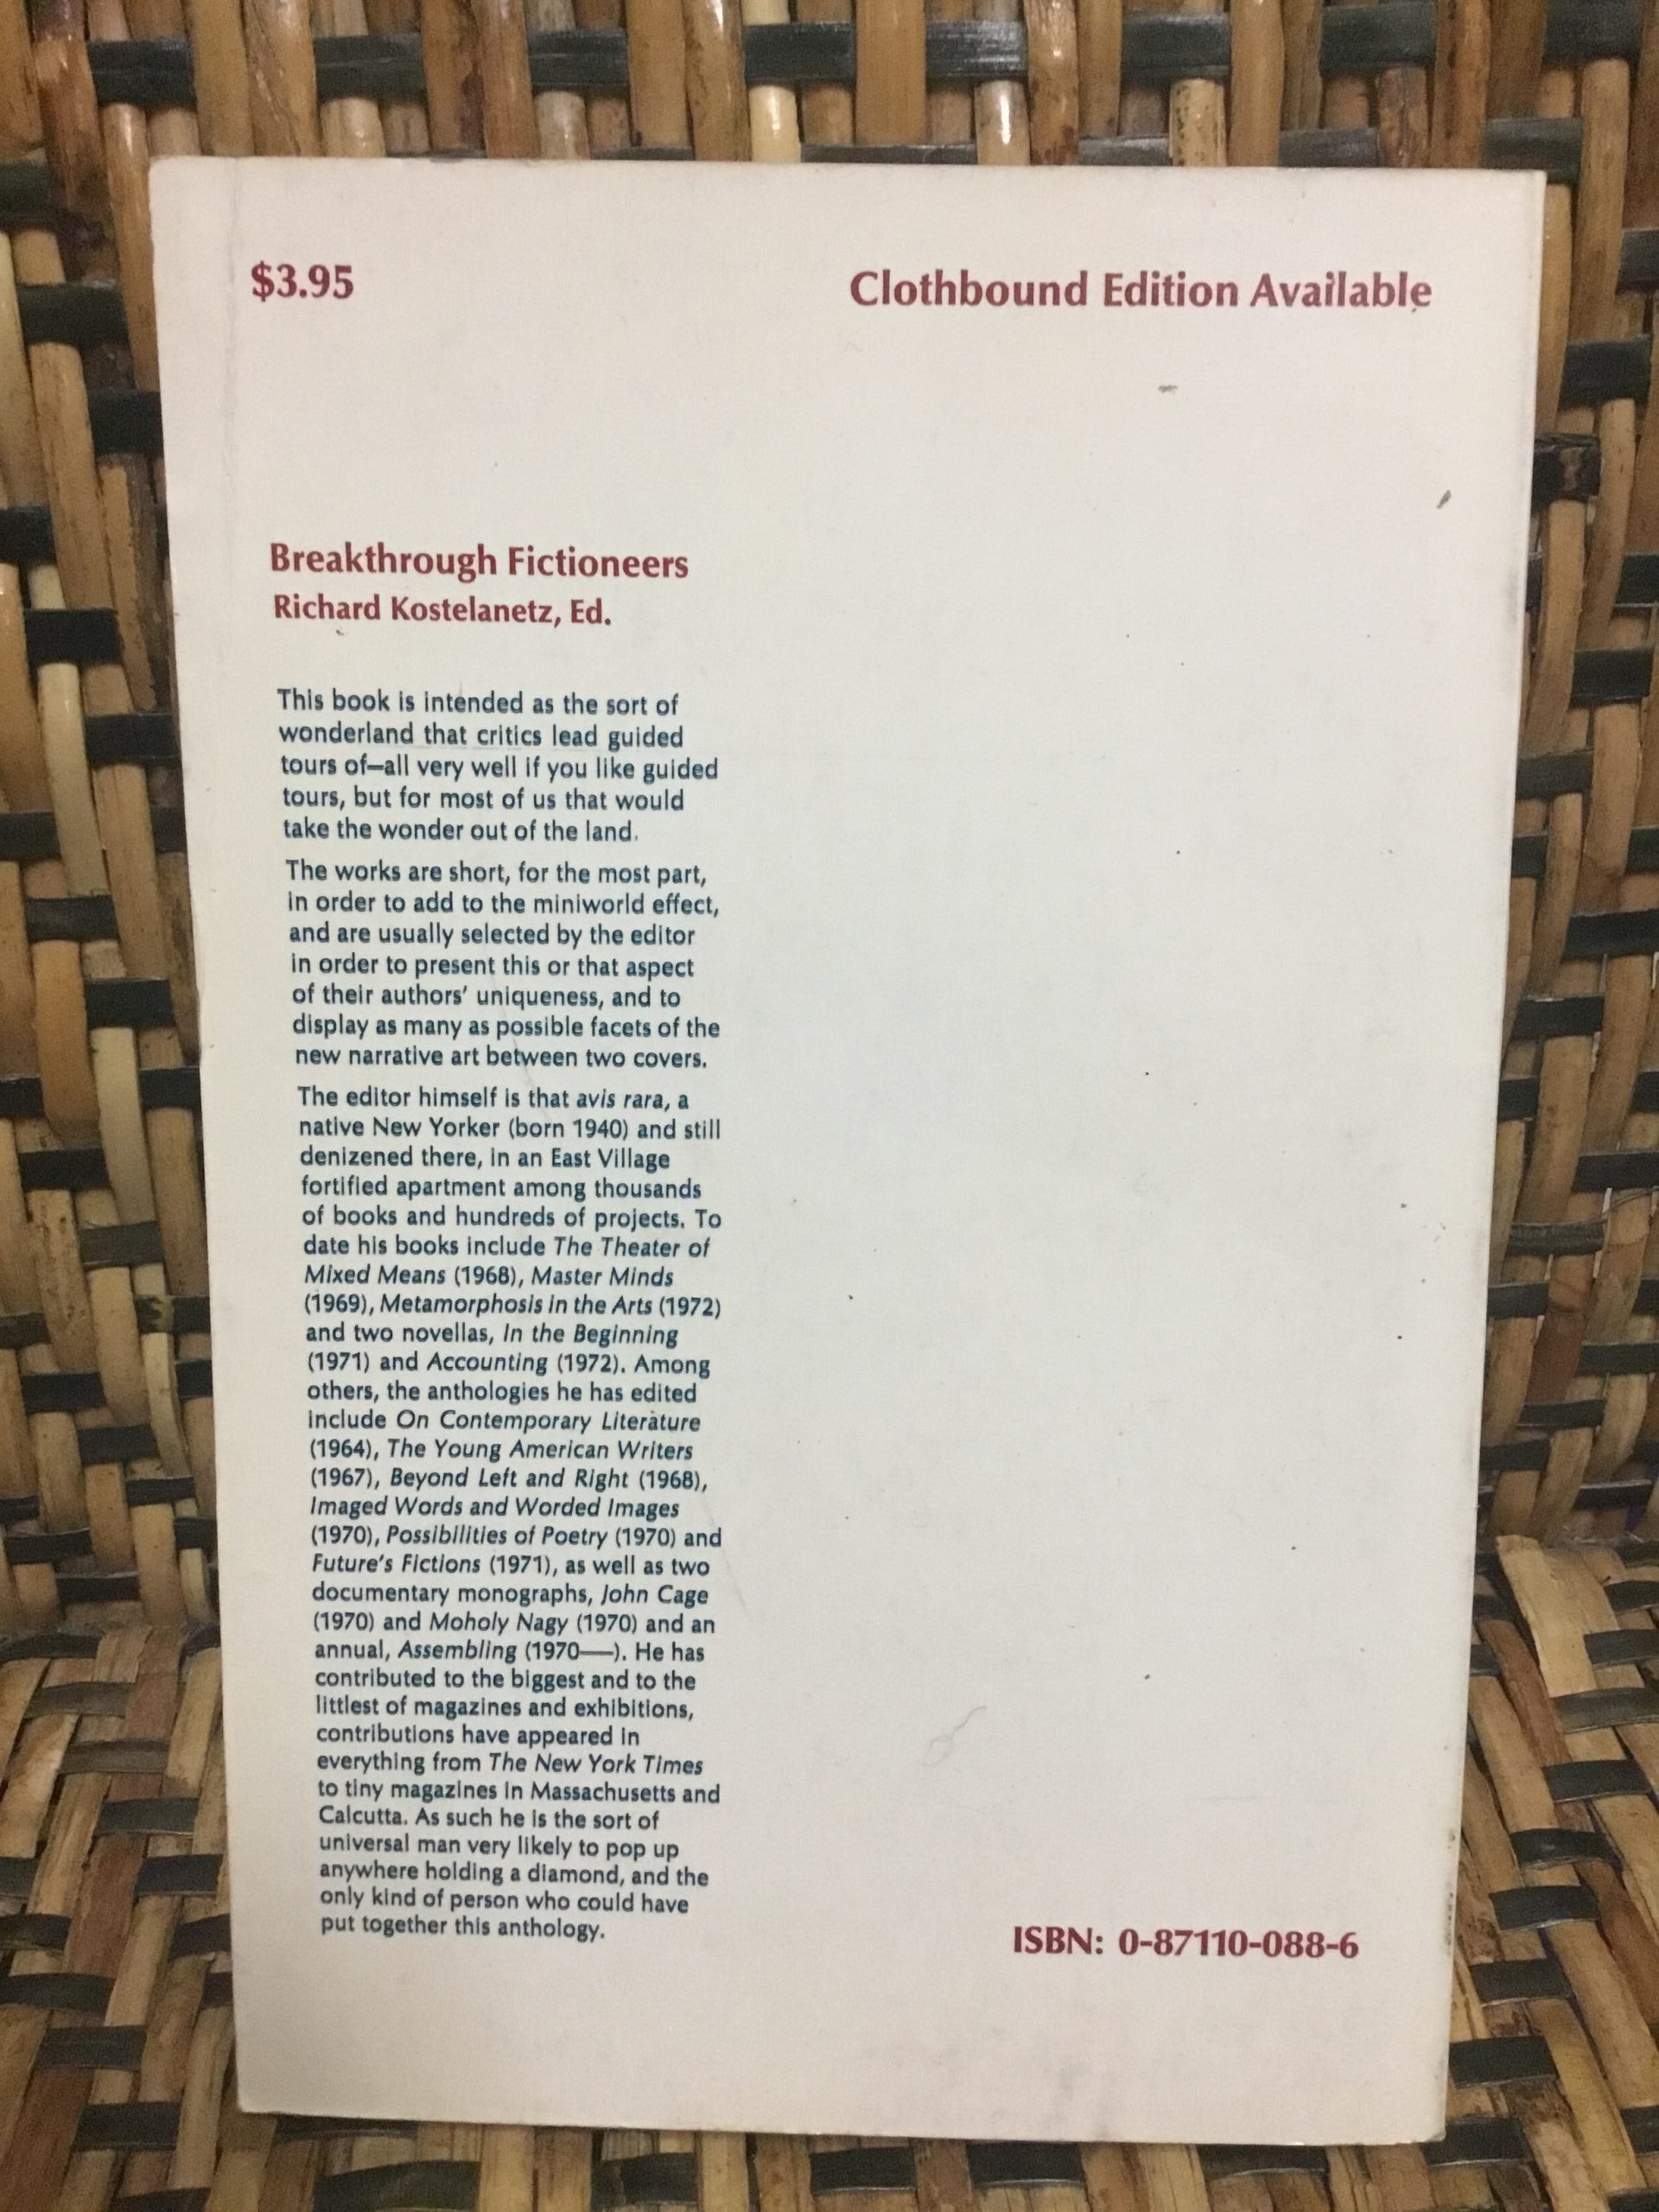 $3.95
Clothbound Edition Available
Breakthrough Fictioneers
Richard Kostelanetz, Ed.
This book is intended as the sort of
wonderland that critics lead guided
tours of—all very well if you like guided
tours, but for most of us that would
take the wonder out of the land.
The works are short, for the most part,
in order to add to the miniworld effect,
and are usually selected by the editor
in order to present this or that aspect
of their authors' uniqueness, and to
display as many as possible facets of the
new narrative art between two covers.
The editor himself is that avis rara, a
native New Yorker (born 1940) and still
denizened there, in an East Village
fortified apartment among thousands
of books and hundreds of projects. To
date his books include The Theater of
Mixed Means (1968), Master Minds
(1969), Metamorphosis in the Arts (1972)
and two novellas, In the Beginning
(1971) and Accounting (1972). Among
others, the anthologies he has edited
include On Contemporary Literature
(1964), The Young American Writers
(1967), Beyond Left and Right (1968),
Imaged Words and Worded Images
(1970), Possibilities of Poetry (1970) and
Future's Fictions (1971), as well as two
documentary monographs, John Cage
(1970) and Moholy Nagy (1970) and an
annual, Assembling (1970—). He has
contributed to the biggest and to the
littlest of magazines and exhibitions,
contributions have appeared in
everything from The New York Times
to tiny magazines in Massachusetts and
Calcutta. As such he is the sort of
universal man very likely to pop up
anywhere holding a diamond, and the
only kind of person who could have
put together this anthology.
ISBN: 0-87110-088-6